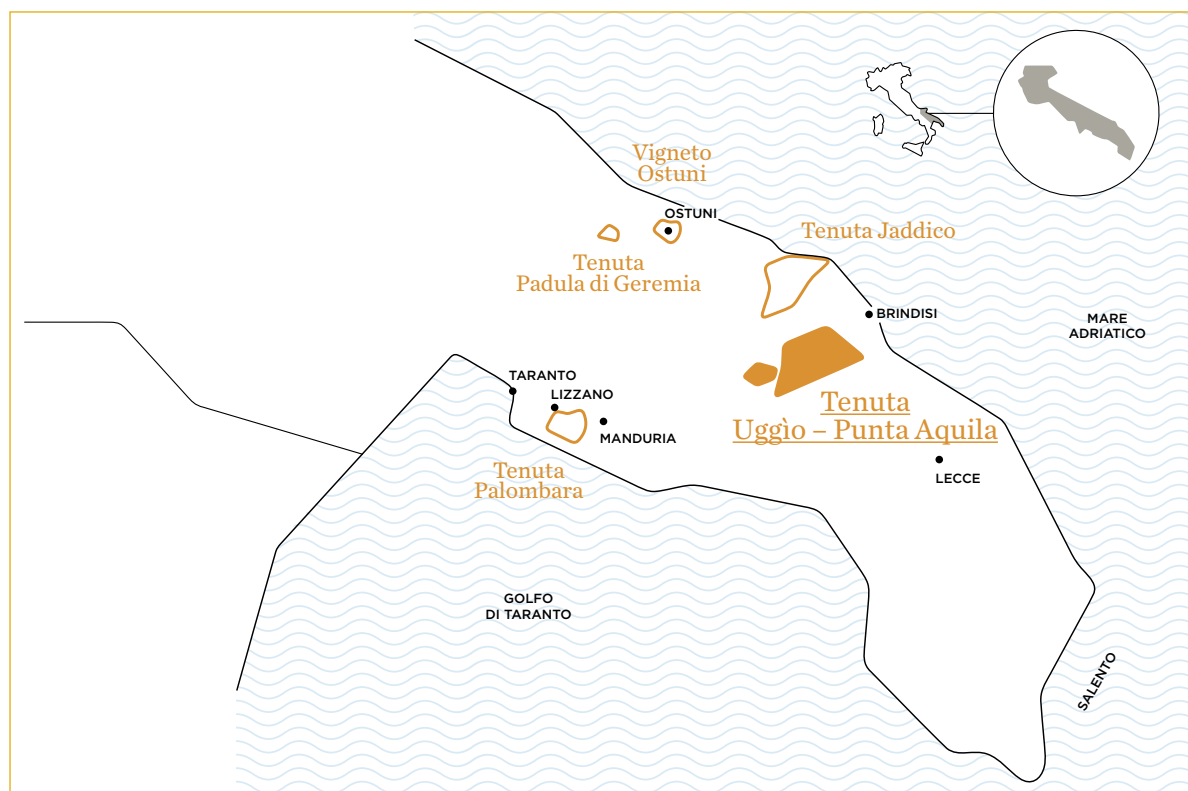 Vigneto
Ostuni
OSTUNI
Tenuta Jaddico
Tenuta
Padula di Geremia
BRINDISI
MARE
ADRIATICO
TARANTO
LIZZANO
MANDURIA
Tenuta
Uggìo – Punta Aquila
Tenuta
Palombara
LECCE
GOLFO
DI TARANTO
SALENTO